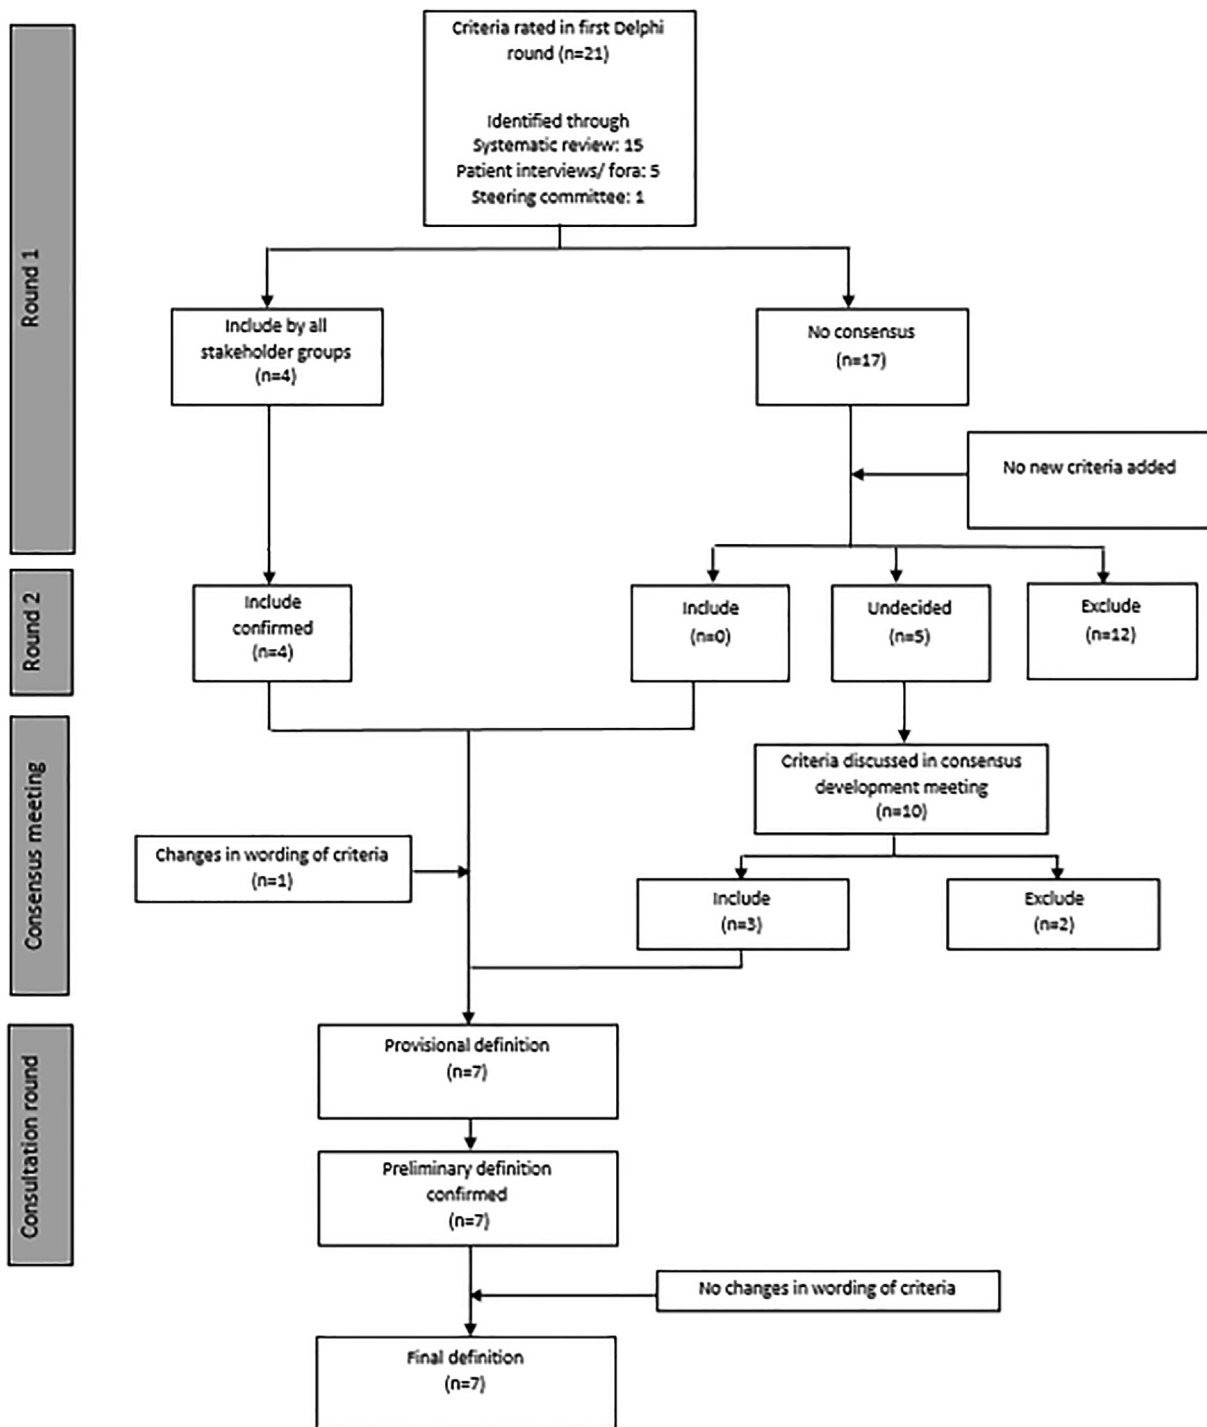 Criteria rated in first Delphi
round (n=21)
Identified through
Systematic review: 15
Patient interviews/ fora: 5
Steering committee: 1
Round 1
Include by all
stakeholder groups
(n=4)
No consensus
(n=17)
No new criteria added
Round 2
Include
confirmed
(n=4)
Include
(n=0)
Undecided
(n=5)
Exclude
(n=12)
Consensus meeting
Criteria discussed in consensus
development meeting
(n=10)
Changes in wording of criteria
(n=1)
Include
(n=3)
Exclude
(n=2)
Consultation round
Provisional definition
(n=7)
Preliminary definition
confirmed
(n=7)
No changes in wording of criteria
Final definition
(n=7)